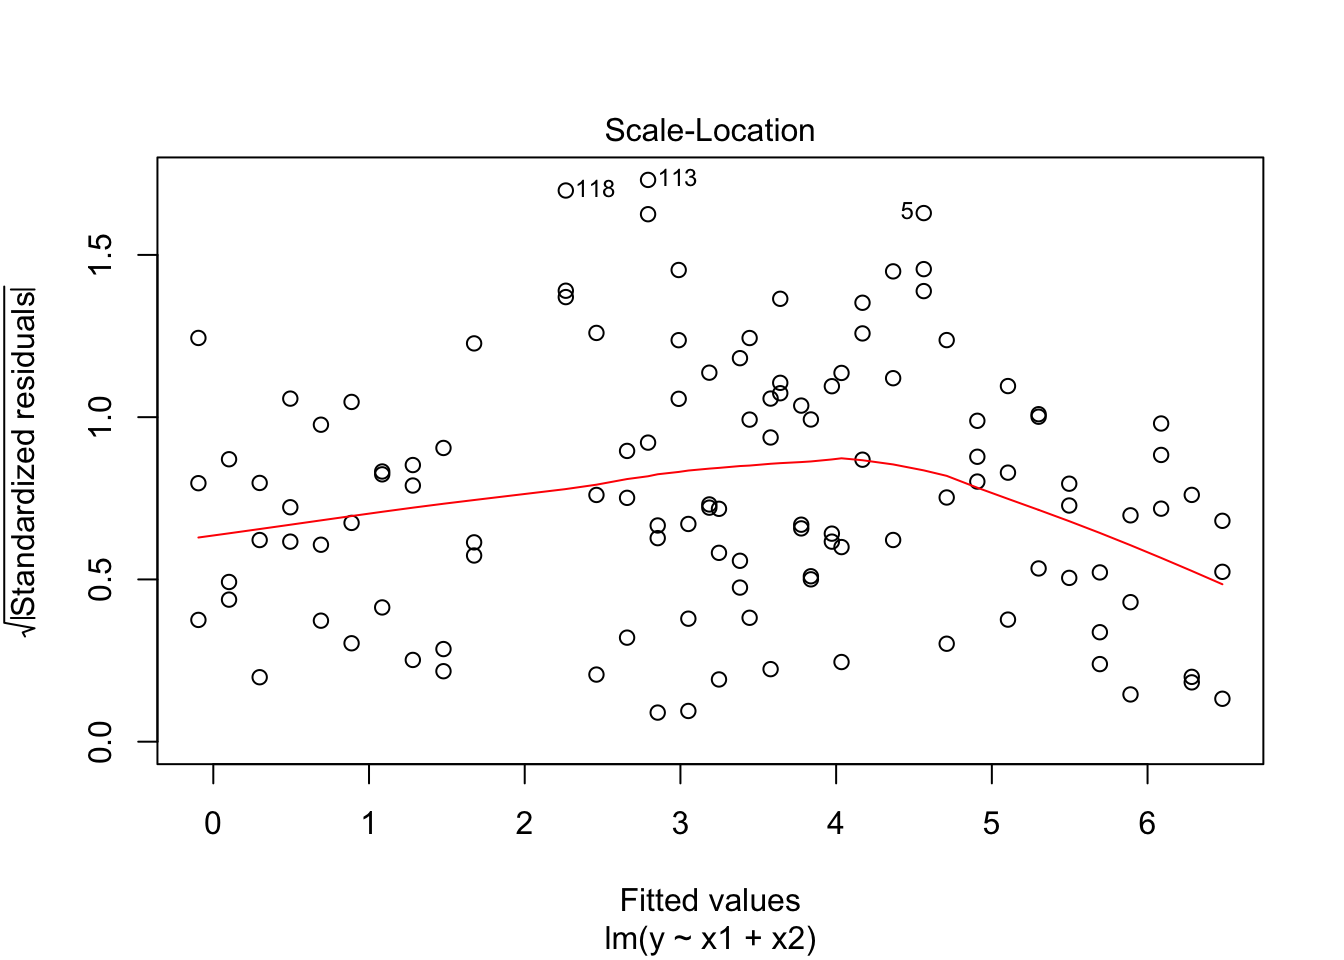 Scale-Location
118
113
5
√|Standardized residuals|
0.0
0.5
1.0
1.5
0 1 2 3 4 5 6
Fitted values
lm(y ~ x1 + x2)